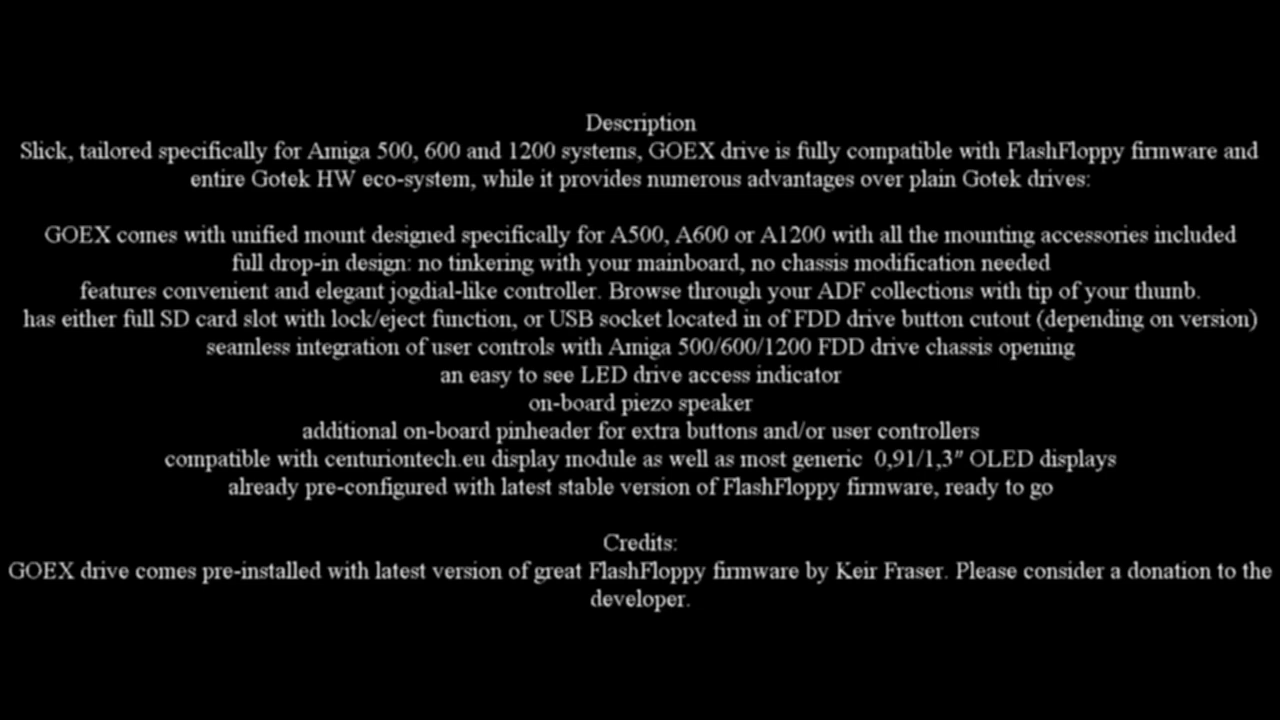 Description
Slick, tailored specifically for Amiga 500, 600 and 1200 systems, GOEX drive is fully compatible with FlashFloppy firmware and
entire Gotek HW eco-system, while it provides numerous advantages over plain Gotek drives:
GOEX comes with unified mount designed specifically for A500, A600 or A1200 with all the mounting accessories included
full drop-in design: no tinkering with your mainboard, no chassis modification needed
features convenient and elegant jogdial-like controller. Browse through your ADF collections with tip of your thumb.
has either full SD card slot with lock/eject function, or USB socket located in of FDD drive button cutout (depending on version)
seamless integration of user controls with Amiga 500/600/1200 FDD drive chassis opening
an easy to see LED drive access indicator
on-board piezo speaker
additional on-board pinheader for extra buttons and/or user controllers
compatible with centuriontech.eu display module as well as most generic  0,91/1,3″ OLED displays
already pre-configured with latest stable version of FlashFloppy firmware, ready to go
Credits:
GOEX drive comes pre-installed with latest version of great FlashFloppy firmware by Keir Fraser. Please consider a donation to the
developer.